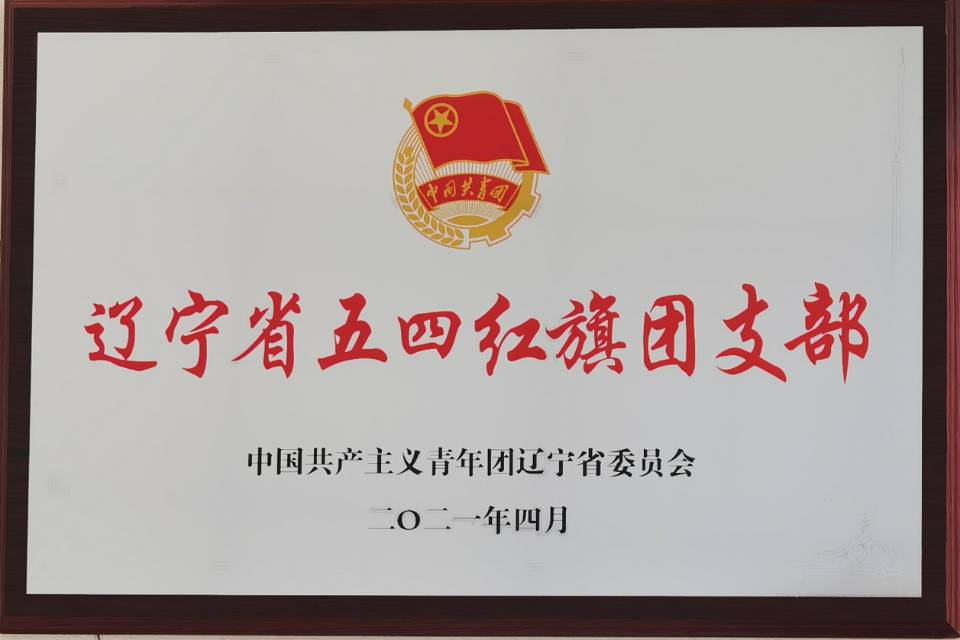 中国共青团
辽宁省五四红旗团支部
中国共产主义青年团辽宁省委员会
二〇二一年四月